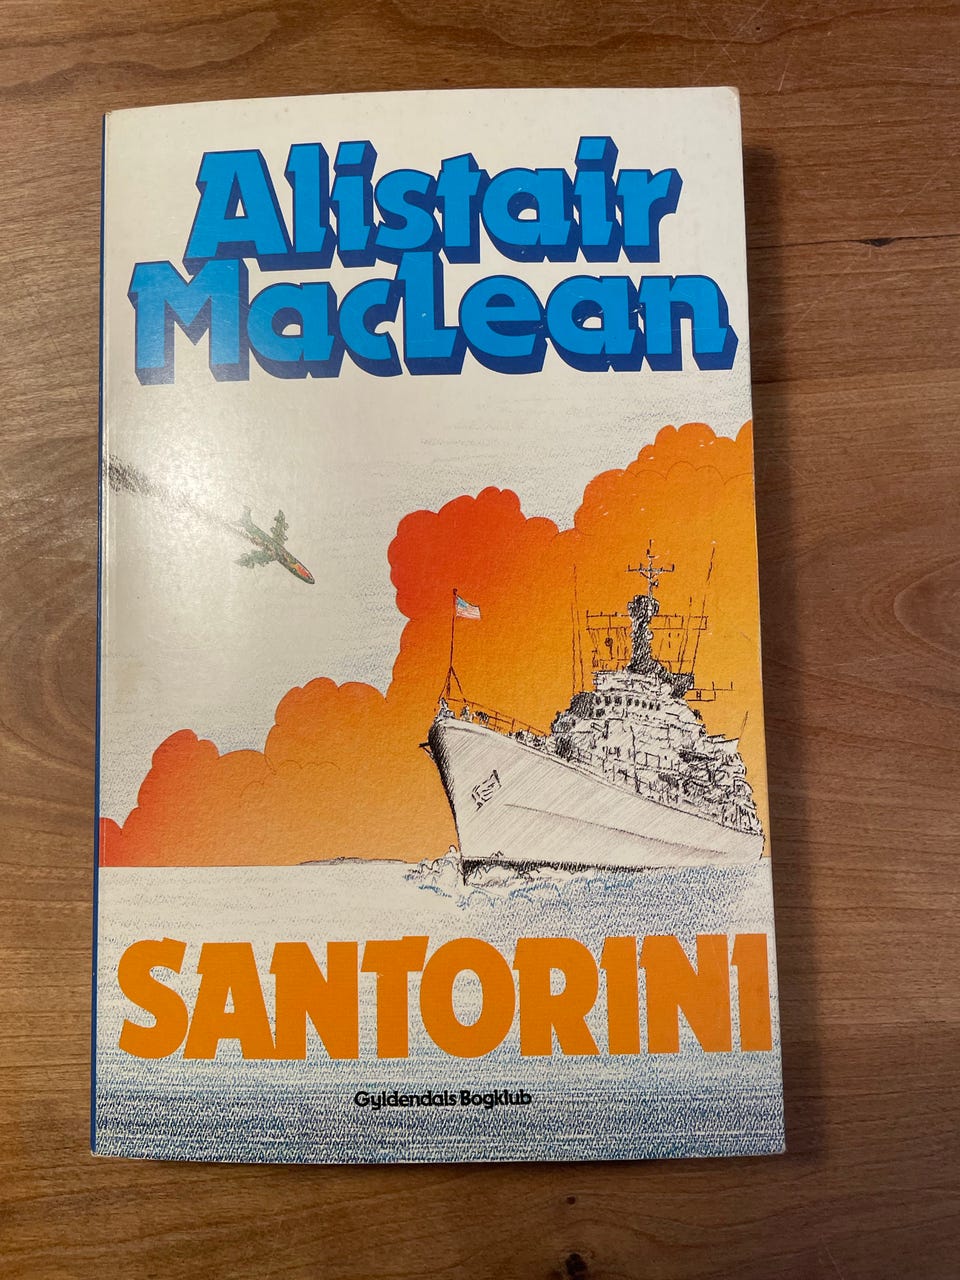 Alistair
MacLean
SANTORINI
Gyldendals Bogklub